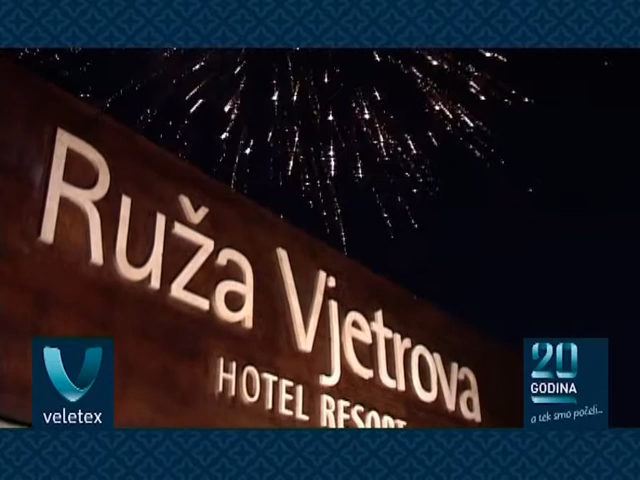 Ruža Vjetrova
HOTEL RESORT
veletex
20
GODINA
a tek smo počeli...